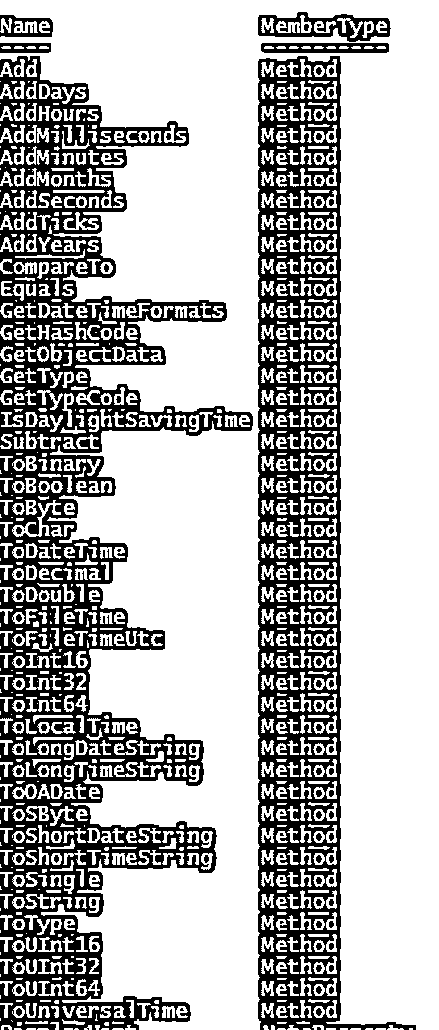 Name MemberType
---- ----------
Add Method
AddDays Method
AddHours Method
AddMilliseconds Method
AddMinutes Method
AddMonths Method
AddSeconds Method
AddTicks Method
AddYears Method
CompareTo Method
Equals Method
GetDateTimeFormats Method
GetHashCode Method
GetObjectData Method
GetType Method
GetTypeCode Method
IsDaylightSavingTime Method
Subtract Method
ToBinary Method
ToBoolean Method
ToByte Method
ToChar Method
ToDateTime Method
ToDecimal Method
ToDouble Method
ToFileTime Method
ToFileTimeUtc Method
ToInt16 Method
ToInt32 Method
ToInt64 Method
ToLocalTime Method
ToLongDateString Method
ToLongTimeString Method
ToOADate Method
ToSByte Method
ToShortDateString Method
ToShortTimeString Method
ToSingle Method
ToString Method
ToType Method
ToUInt16 Method
ToUInt32 Method
ToUInt64 Method
ToUniversalTime Method